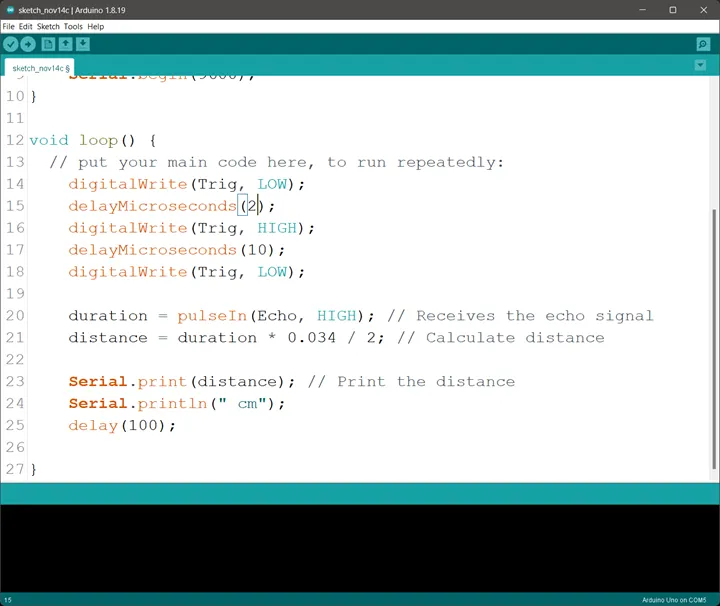 sketch_nov14c | Arduino 1.8.19
File Edit Sketch Tools Help
sketch_nov14c §
9 Serial.begin(9600);
10 }
11
12 void loop() {
13 // put your main code here, to run repeatedly:
14 digitalWrite(Trig, LOW);
15 delayMicroseconds(2);
16 digitalWrite(Trig, HIGH);
17 delayMicroseconds(10);
18 digitalWrite(Trig, LOW);
19
20 duration = pulseIn(Echo, HIGH); // Receives the echo signal
21 distance = duration * 0.034 / 2; // Calculate distance
22
23 Serial.print(distance); // Print the distance
24 Serial.println(" cm");
25 delay(100);
26
27 }
15 Arduino Uno on COM5